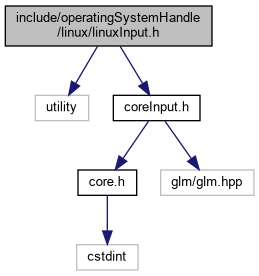 include/operatingSystemHandle
/linux/linuxInput.h
utility
coreInput.h
core.h
glm/glm.hpp
cstdint